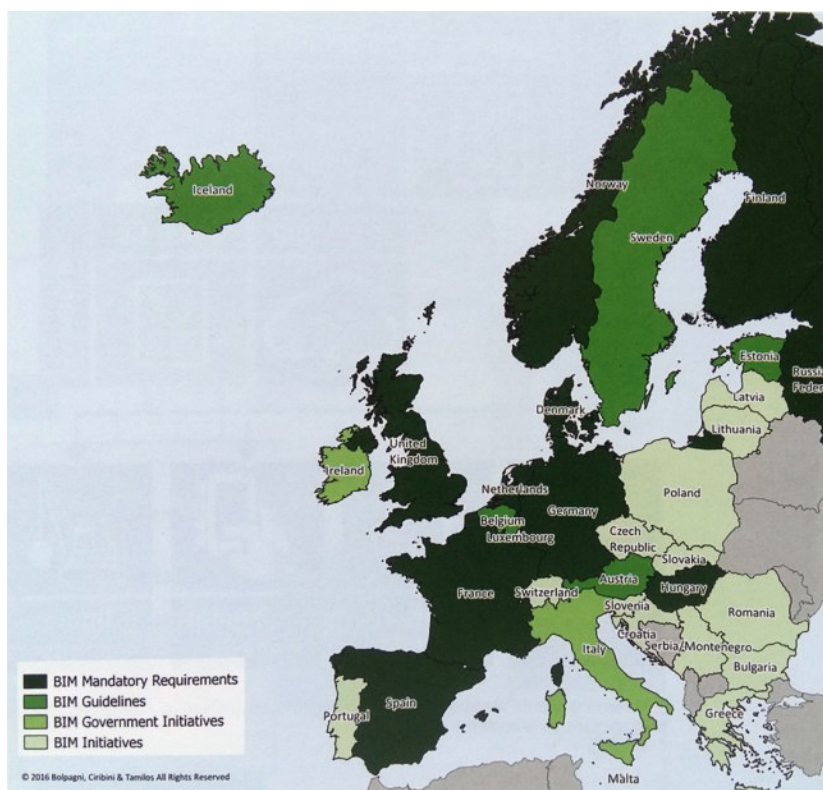 Iceland
Norway
Finland
Sweden
Estonia
Russia
Feder
Latvia
Denmark
Lithuania
United
Kingdom
Ireland
Netherlands
Poland
Germany
Belgium
Luxembourg
Czech
Republic
Slovakia
Austria
Hungary
France
Switzerland
Slovenia
Romania
Croatia
Serbia/Montenegro
Italy
Bulgaria
Spain
Portugal
Greece
Malta
BIM Mandatory Requirements
BIM Guidelines
BIM Government Initiatives
BIM Initiatives
© 2016 Bolpagni, Ciribini & Tamilos All Rights Reserved